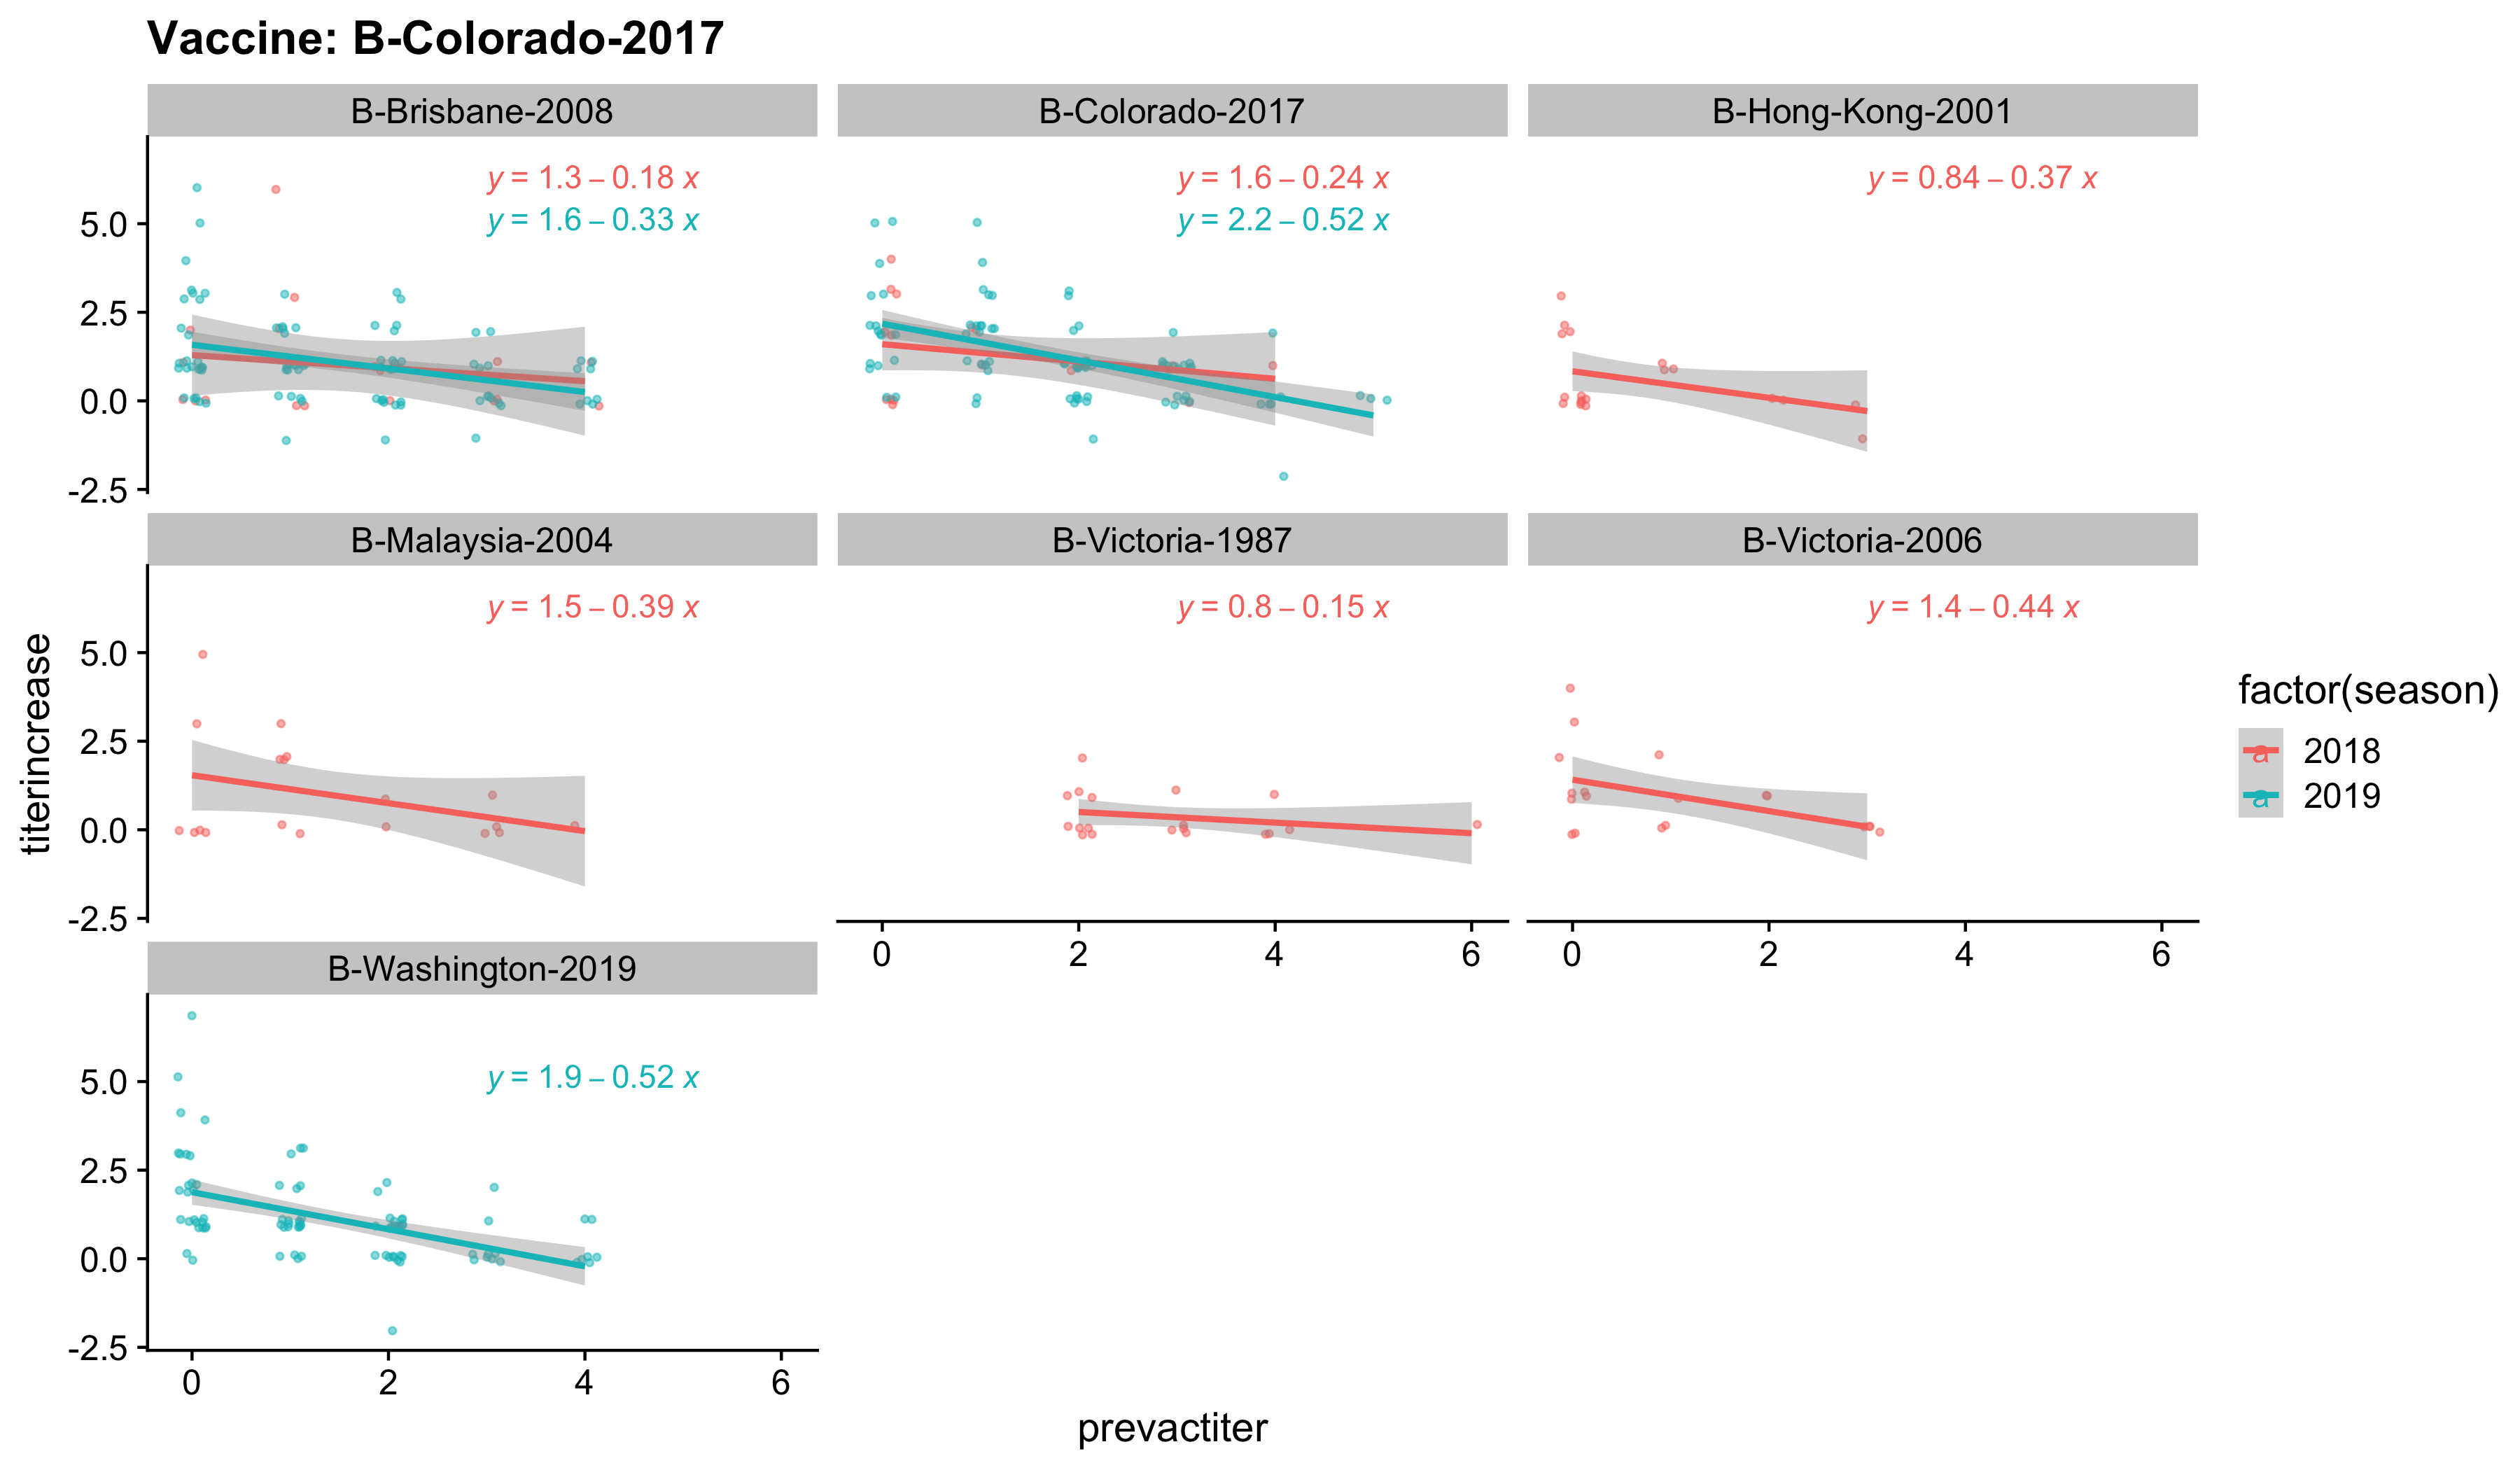 Vaccine: B-Colorado-2017
B-Brisbane-2008
B-Colorado-2017
B-Hong-Kong-2001
y = 1.3 – 0.18 x
y = 1.6 – 0.33 x
y = 1.6 – 0.24 x
y = 2.2 – 0.52 x
y = 0.84 – 0.37 x
5.0
2.5
0.0
-2.5
B-Malaysia-2004
B-Victoria-1987
B-Victoria-2006
y = 1.5 – 0.39 x
y = 0.8 – 0.15 x
y = 1.4 – 0.44 x
5.0
2.5
0.0
-2.5
0 2 4 6
0 2 4 6
titerincrease
factor(season)
a 2018
a 2019
B-Washington-2019
y = 1.9 – 0.52 x
5.0
2.5
0.0
-2.5
0 2 4 6
prevactiter